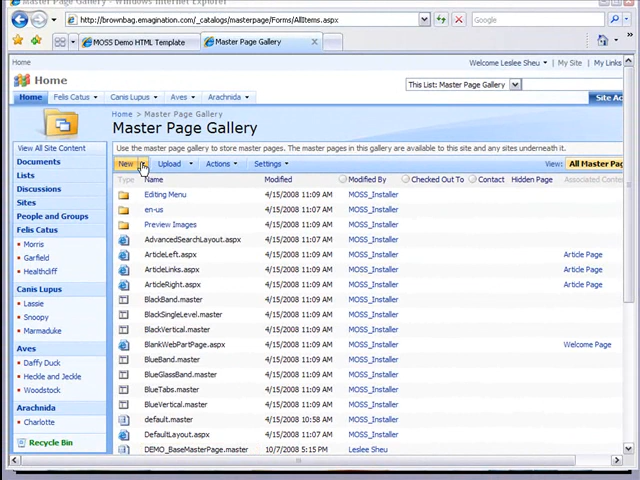 Master Page Gallery - Windows Internet Explorer
http://brownbag.emagination.com/_catalogs/masterpage/Forms/AllItems.aspx
Google
MOSS Demo HTML Template
Master Page Gallery
Home
Welcome Leslee Sheu
My Site
My Links
Home
This List: Master Page Gallery
Home
Felis Catus
Canis Lupus
Aves
Arachnida
Site Ac
Home > Master Page Gallery
Master Page Gallery
View All Site Content
Documents
Lists
Discussions
Sites
People and Groups
Felis Catus
Morris
Garfield
Healthcliff
Canis Lupus
Lassie
Snoopy
Marmaduke
Aves
Daffy Duck
Heckle and Jeckle
Woodstock
Arachnida
Charlotte
Recycle Bin
Use the master page gallery to store master pages. The master pages in this gallery are available to this site and any sites underneath it.
New
Upload
Actions
Settings
View:
All Master Pag
Type Name Modified Modified By Checked Out To Contact Hidden Page Associated Conten
Editing Menu 4/15/2008 11:09 AM MOSS_Installer
en-us 4/15/2008 11:07 AM MOSS_Installer
Preview Images 4/15/2008 11:09 AM MOSS_Installer
AdvancedSearchLayout.aspx 4/15/2008 11:07 AM MOSS_Installer
ArticleLeft.aspx 4/15/2008 11:09 AM MOSS_Installer Article Page
ArticleLinks.aspx 4/15/2008 11:09 AM MOSS_Installer Article Page
ArticleRight.aspx 4/15/2008 11:09 AM MOSS_Installer Article Page
BlackBand.master 4/15/2008 11:09 AM MOSS_Installer
BlackSingleLevel.master 4/15/2008 11:09 AM MOSS_Installer
BlackVertical.master 4/15/2008 11:09 AM MOSS_Installer
BlankWebPartPage.aspx 4/15/2008 11:09 AM MOSS_Installer Welcome Page
BlueBand.master 4/15/2008 11:09 AM MOSS_Installer
BlueGlassBand.master 4/15/2008 11:09 AM MOSS_Installer
BlueTabs.master 4/15/2008 11:09 AM MOSS_Installer
BlueVertical.master 4/15/2008 11:09 AM MOSS_Installer
default.master 4/15/2008 10:58 AM MOSS_Installer
DefaultLayout.aspx 4/15/2008 11:07 AM MOSS_Installer
DEMO_BaseMasterPage.master 10/7/2008 5:15 PM Leslee Sheu